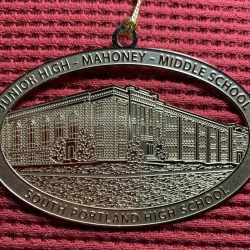 JUNIOR HIGH - MAHONEY - MIDDLE SCHOOL
SOUTH PORTLAND HIGH SCHOOL